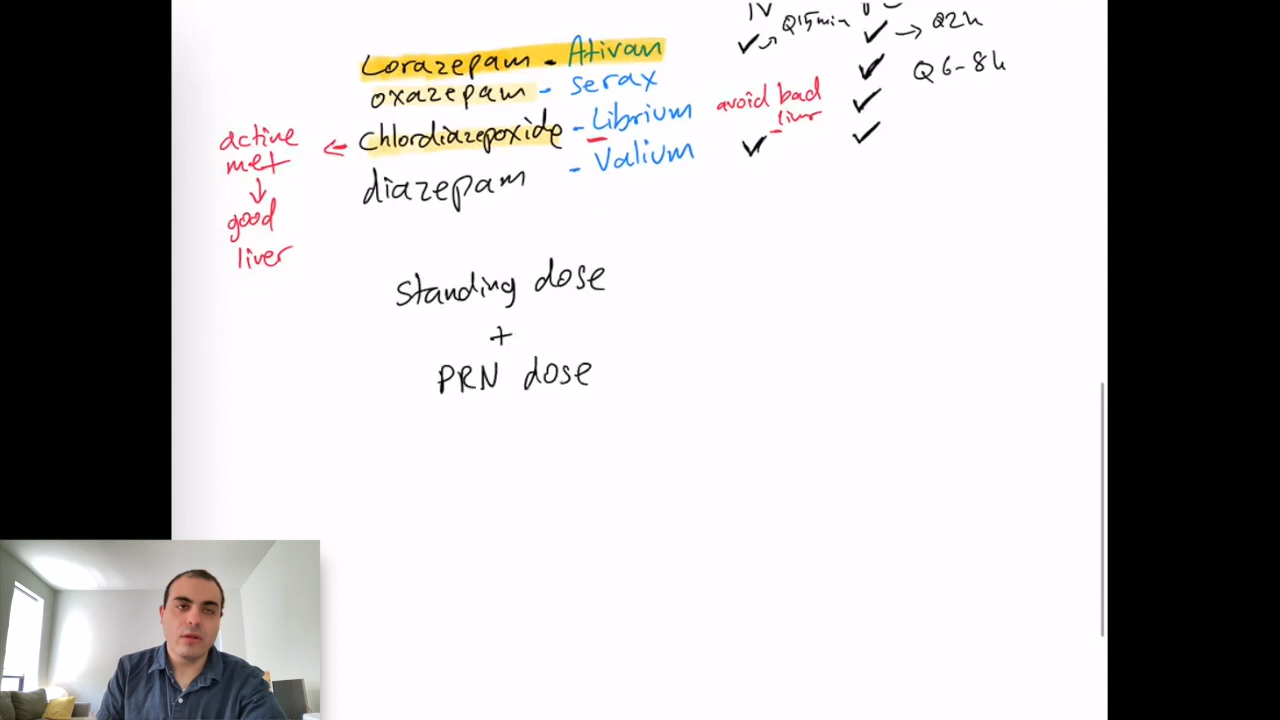 IV
✓ → Q15min ✓ → Q2h
Lorazepam - Ativan
oxazepam - Serax ✓ Q6-8h
chlordiazepoxide - Librium avoid bad liver ✓
diazepam - Valium ✓ ✓
active
met
↓
good
liver
←
Standing dose
+
PRN dose